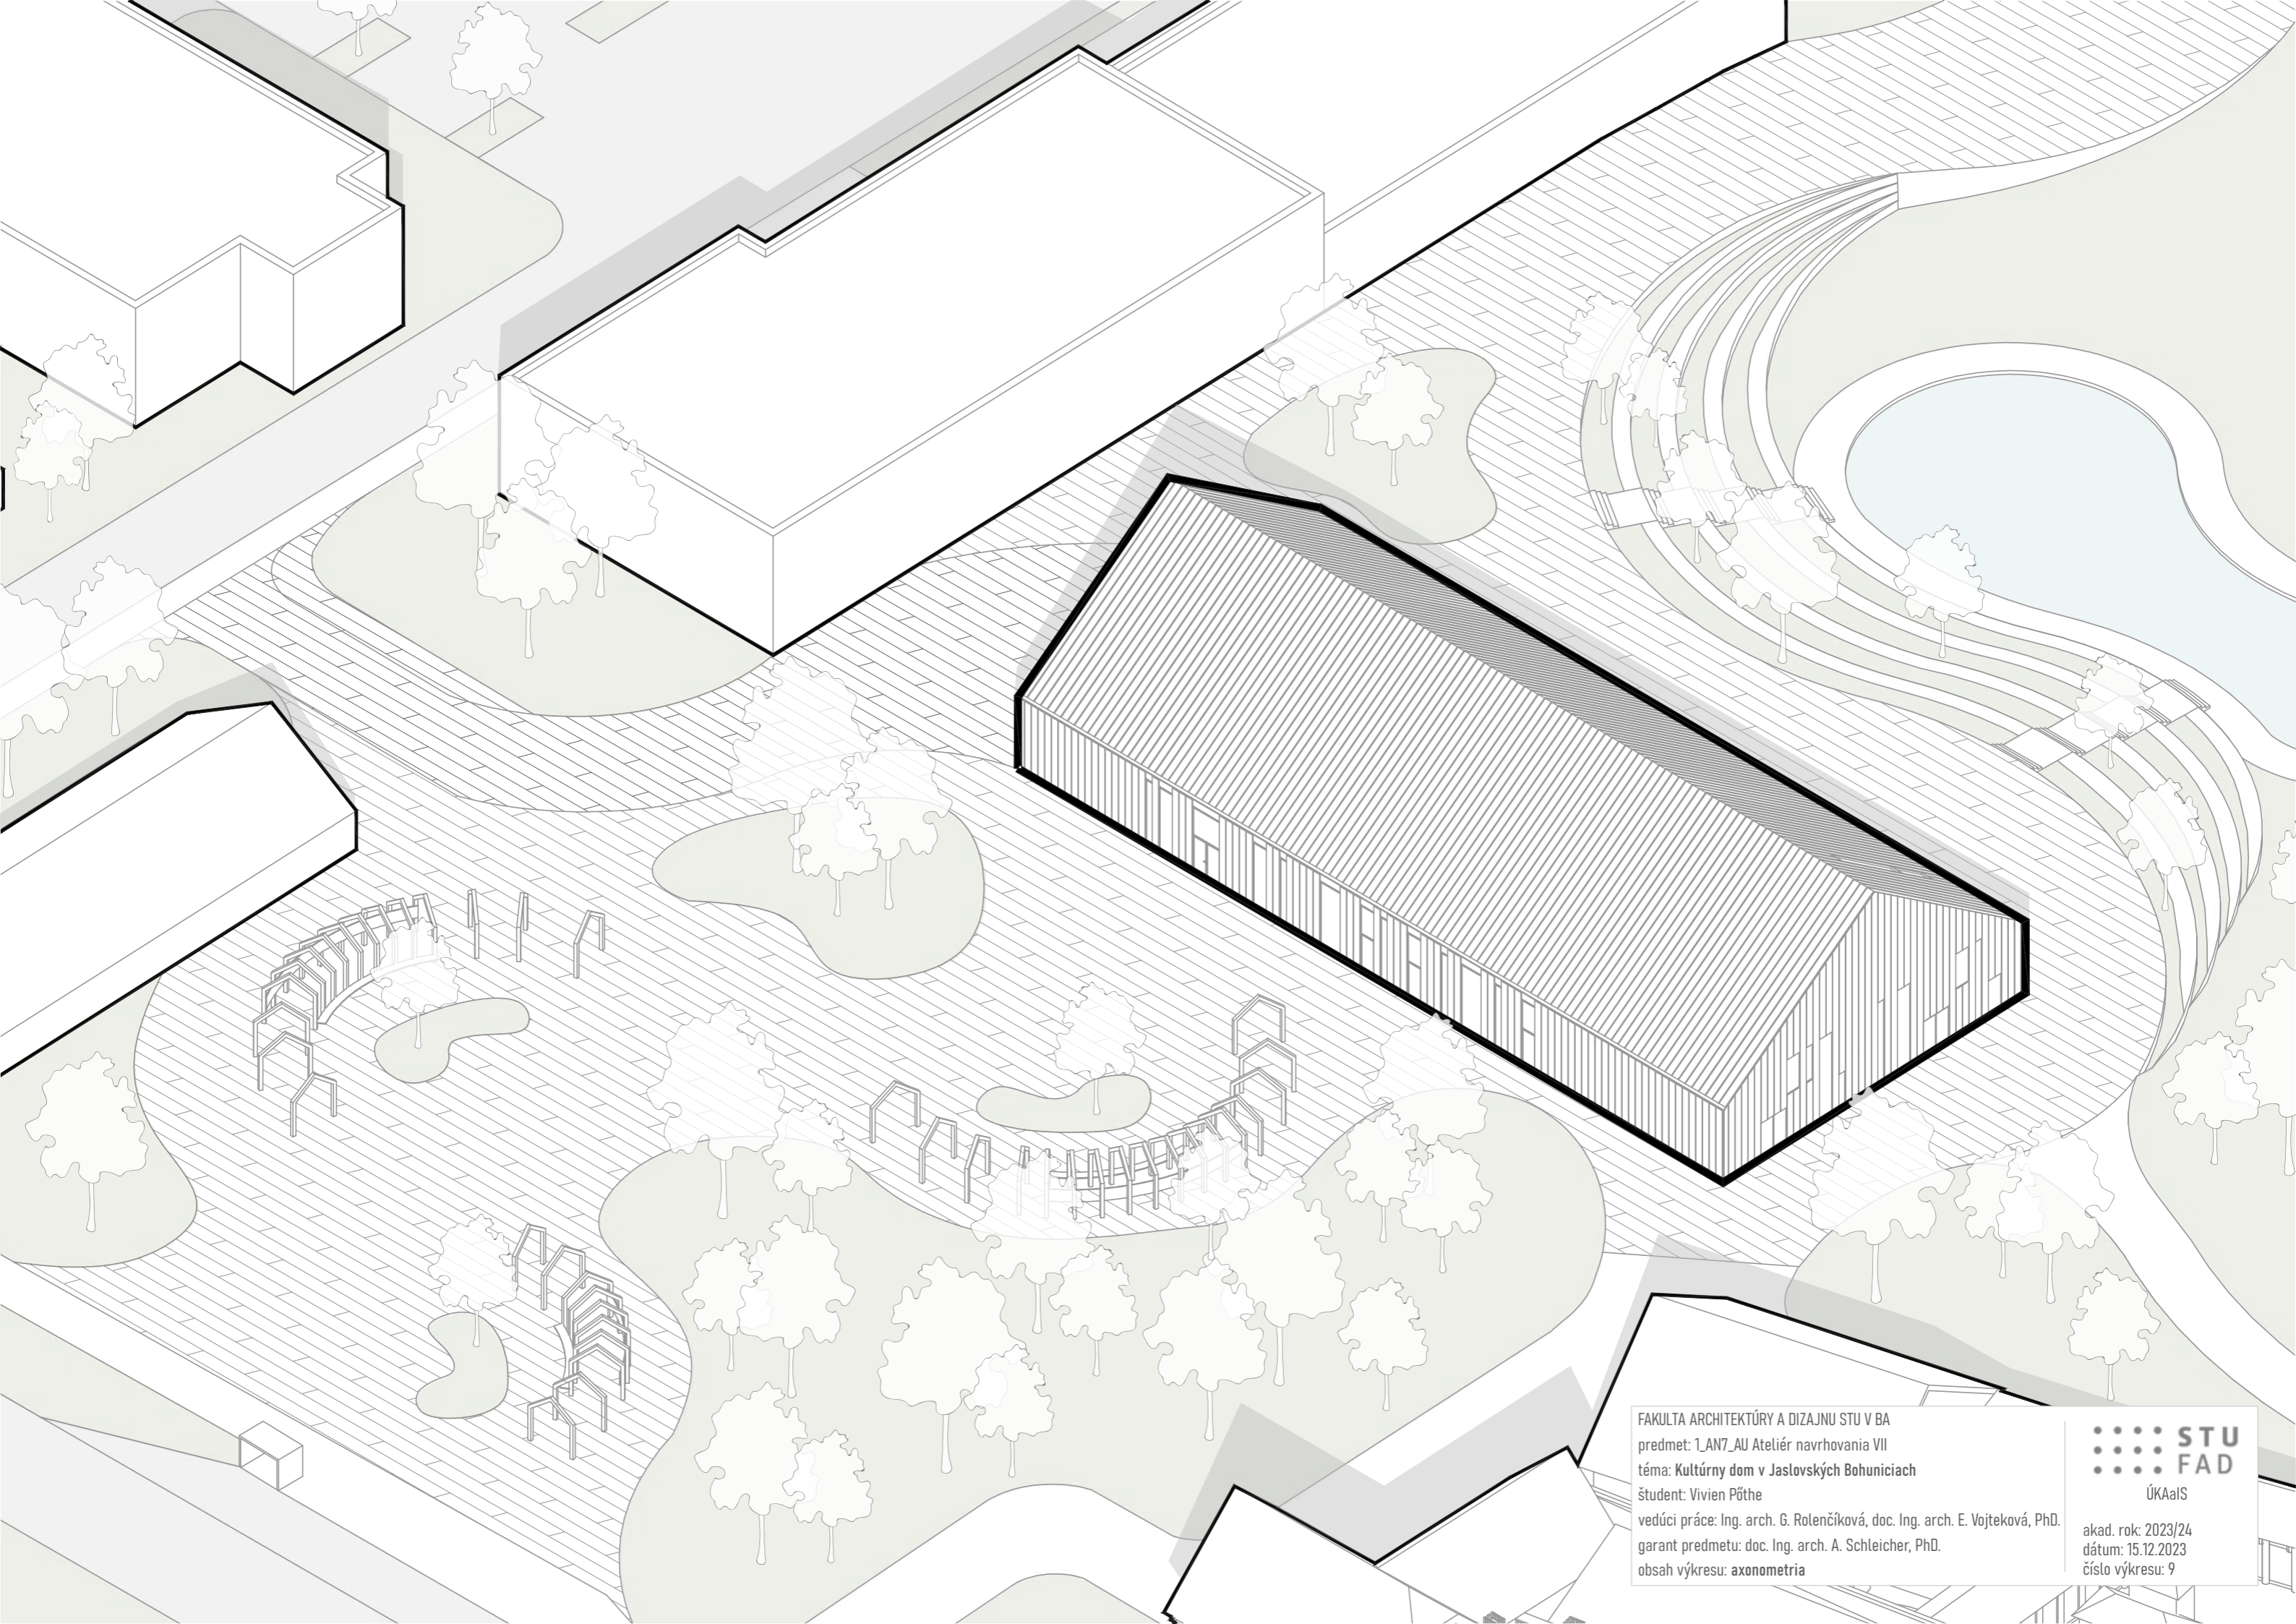 FAKULTA ARCHITEKTÚRY A DIZAJNU STU V BA
predmet: 1_AN7_AU Ateliér navrhovania VII
téma: Kultúrny dom v Jaslovských Bohuniciach
študent: Vivien Pőthe
vedúci práce: Ing. arch. G. Rolenčíková, doc. Ing. arch. E. Vojteková, PhD.
garant predmetu: doc. Ing. arch. A. Schleicher, PhD.
obsah výkresu: axonometria
STU
FAD
ÚKAaIS
akad. rok: 2023/24
dátum: 15.12.2023
číslo výkresu: 9